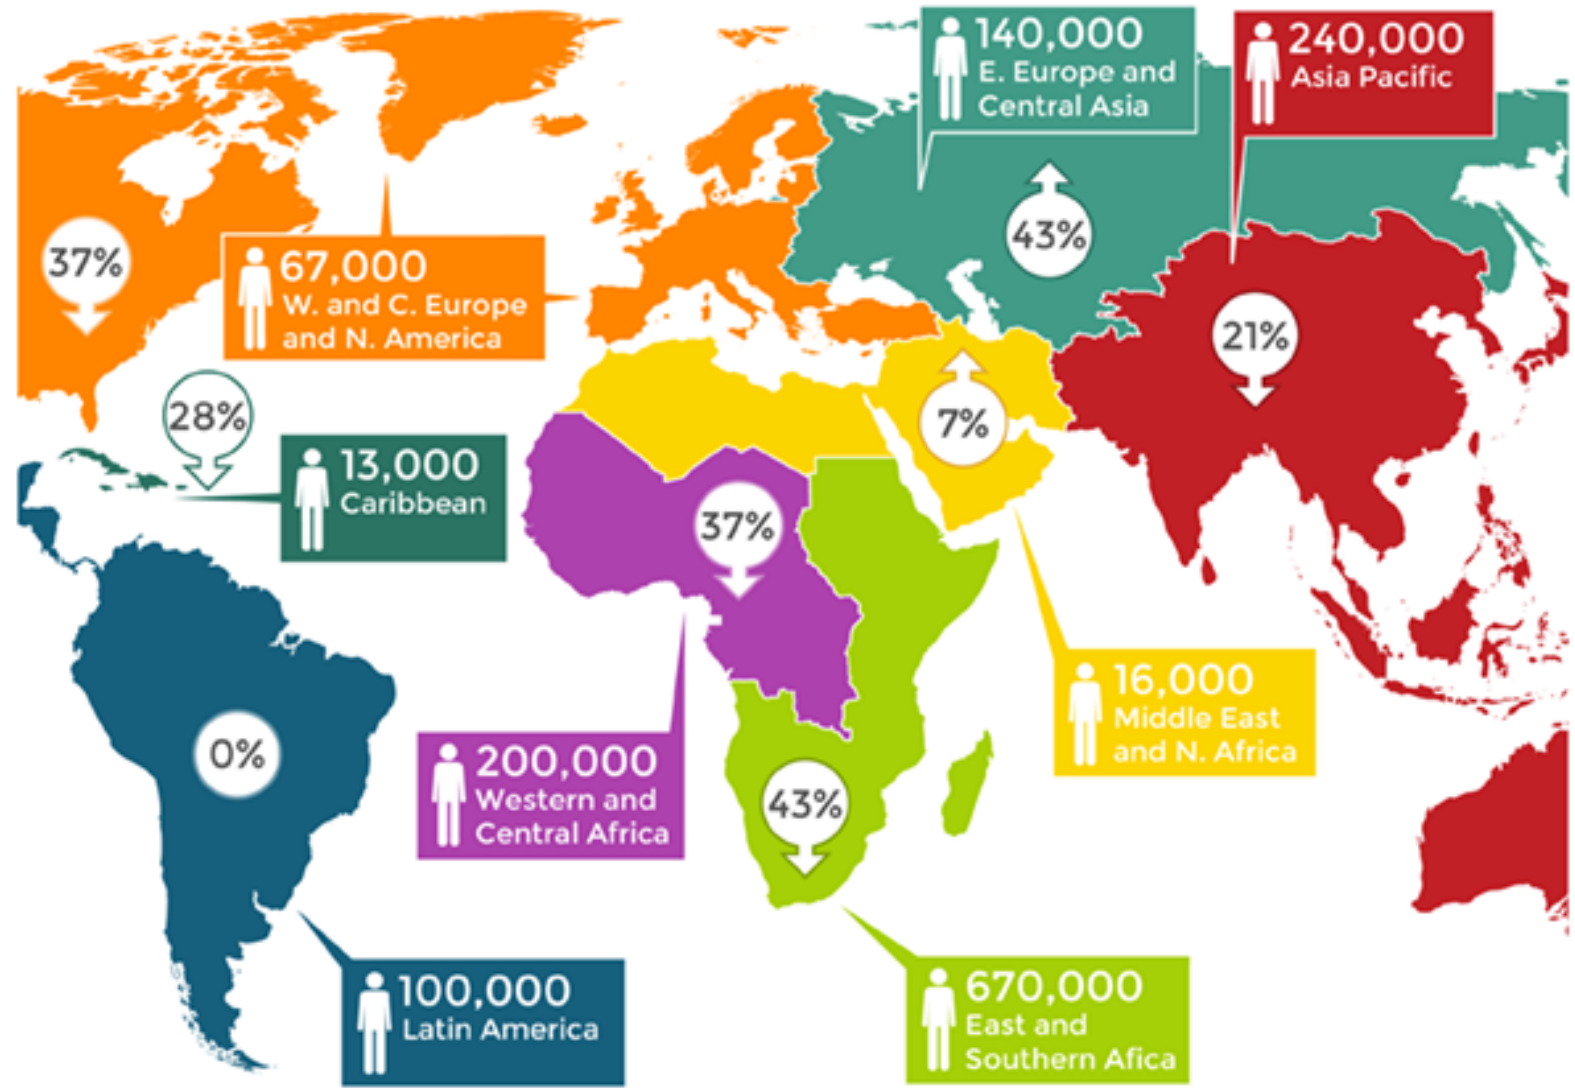 140,000
E. Europe and
Central Asia
240,000
Asia Pacific
37%
67,000
W. and C. Europe
and N. America
43%
21%
28%
13,000
Caribbean
7%
37%
16,000
Middle East
and N. Africa
0%
200,000
Western and
Central Africa
43%
100,000
Latin America
670,000
East and
Southern Afica